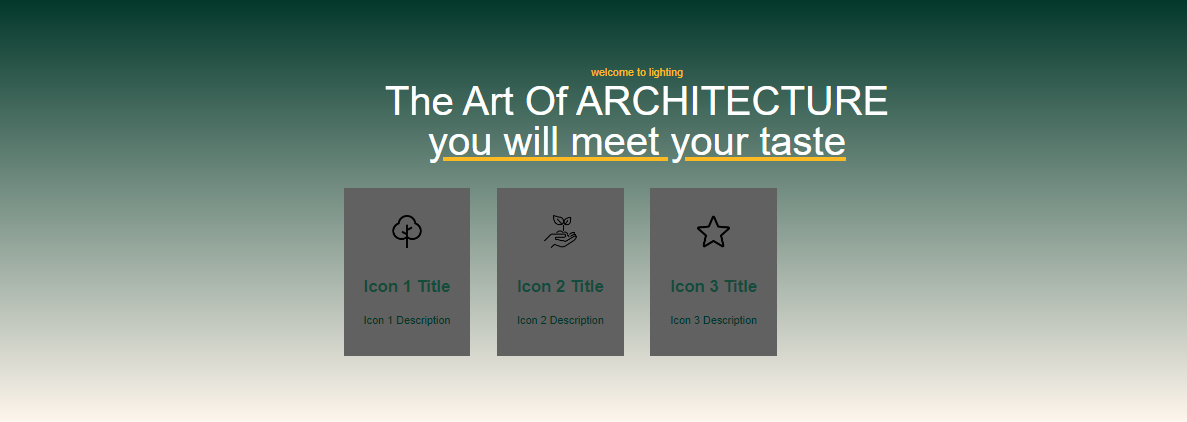 welcome to lighting
The Art Of ARCHITECTURE
you will meet your taste
Icon 1 Title
Icon 2 Title
Icon 3 Title
Icon 1 Description
Icon 2 Description
Icon 3 Description